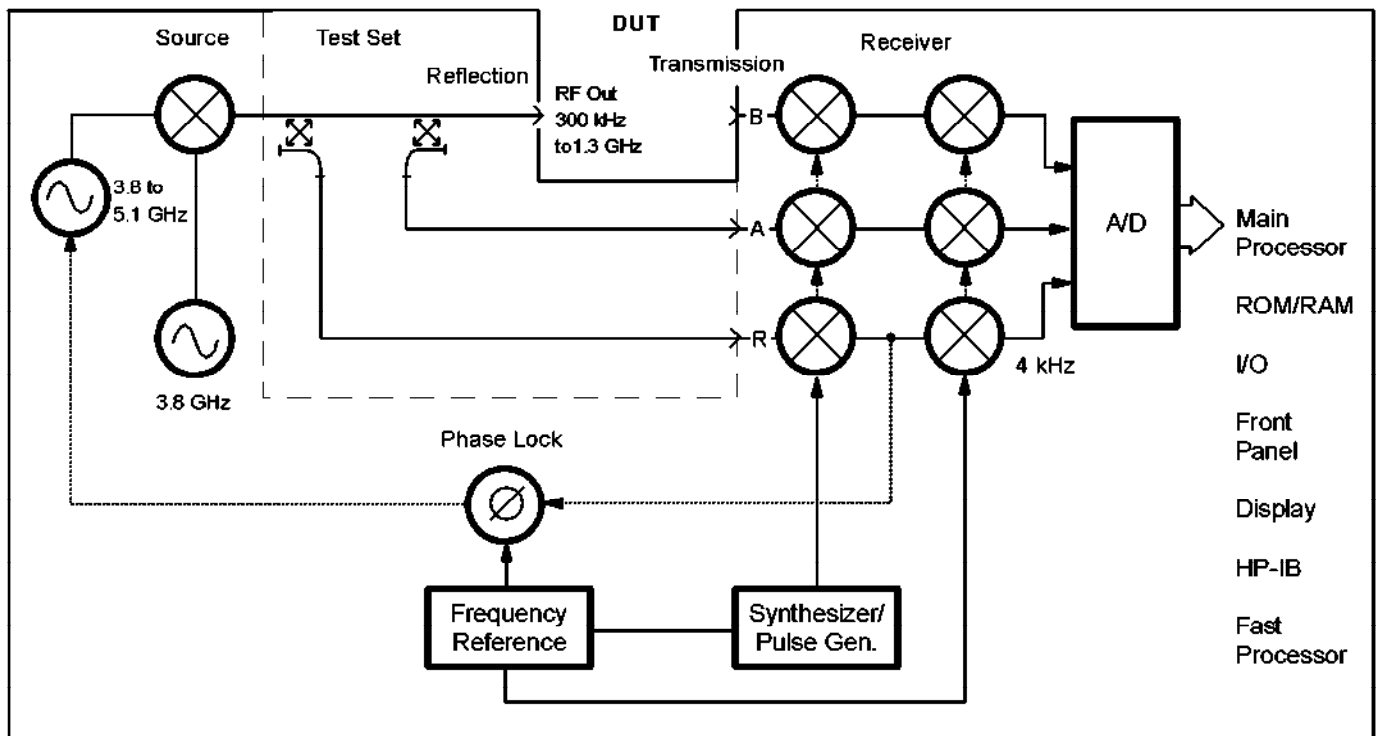 DUT
Source
Test Set
Receiver
Reflection
Transmission
RF Out
300 kHz
to1.3 GHz
B
3.8 to
5.1 GHz
A
A/D
Main
Processor
ROM/RAM
R
4 kHz
I/O
3.8 GHz
Front
Panel
Phase Lock
Display
HP-IB
Frequency
Reference
Synthesizer/
Pulse Gen.
Fast
Processor